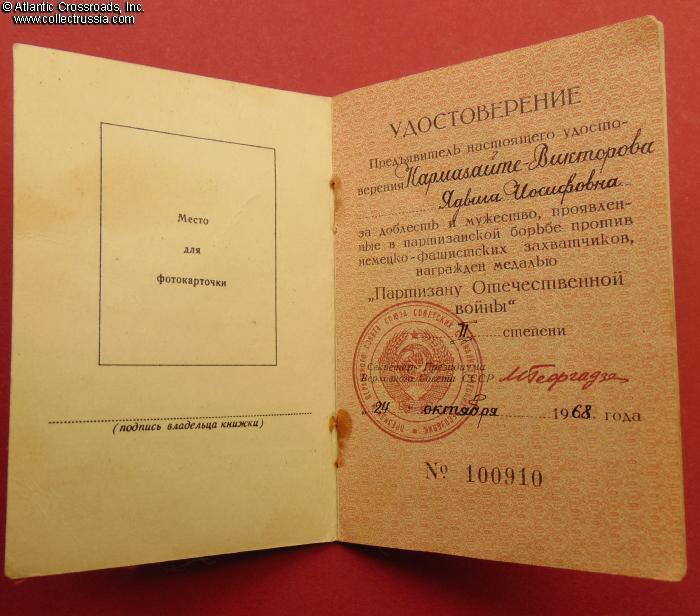 © Atlantic Crossroads, Inc.
www.collectrussia.com
Место
для
фотокарточки
(подпись владельца книжки)
УДОСТОВЕРЕНИЕ
Предъявитель настоящего удосто-
верения Кармазайте-Викторова
Ядвига Иосифовна
за доблесть и мужество, проявлен-
ные в партизанской борьбе против
немецко-фашистских захватчиков,
награжден медалью
„Партизану Отечественной
войны“
II степени
Секретарь Президиума
Верховного Совета СССР М Георгадзе
„24 октября 1968 года
№ 100910